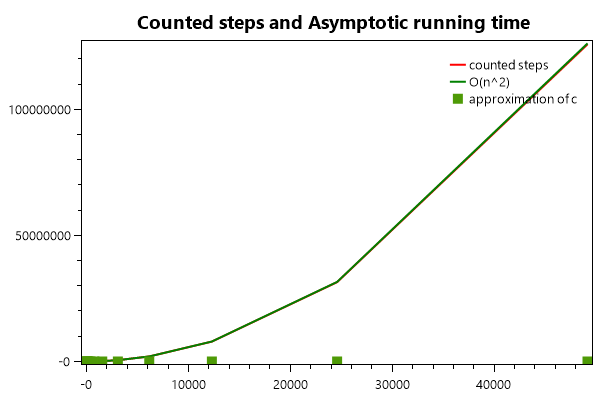 Counted steps and Asymptotic running time
counted steps
O(n^2)
approximation of c
100000000
50000000
-0
-0 10000 20000 30000 40000